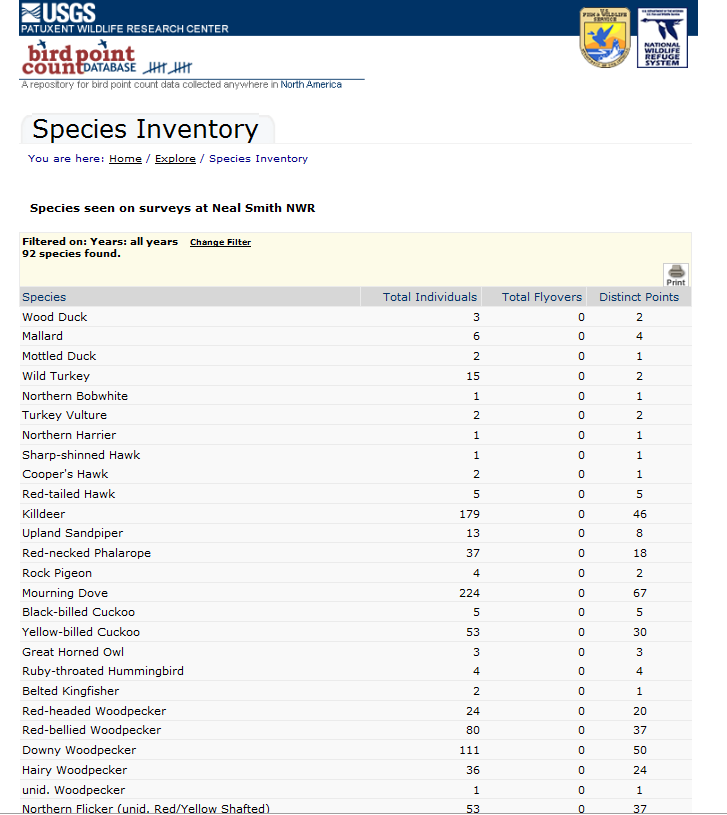 USGS
PATUXENT WILDLIFE RESEARCH CENTER
U.S. FISH & WILDLIFE SERVICE
NATIONAL WILDLIFE REFUGE SYSTEM
bird point count DATABASE
A repository for bird point count data collected anywhere in North America
Species Inventory
You are here: Home / Explore / Species Inventory
Species seen on surveys at Neal Smith NWR
Filtered on: Years: all years Change Filter
92 species found.
Print
Species Total Individuals Total Flyovers Distinct Points
Wood Duck 3 0 2
Mallard 6 0 4
Mottled Duck 2 0 1
Wild Turkey 15 0 2
Northern Bobwhite 1 0 1
Turkey Vulture 2 0 2
Northern Harrier 1 0 1
Sharp-shinned Hawk 1 0 1
Cooper's Hawk 2 0 1
Red-tailed Hawk 5 0 5
Killdeer 179 0 46
Upland Sandpiper 13 0 8
Red-necked Phalarope 37 0 18
Rock Pigeon 4 0 2
Mourning Dove 224 0 67
Black-billed Cuckoo 5 0 5
Yellow-billed Cuckoo 53 0 30
Great Horned Owl 3 0 3
Ruby-throated Hummingbird 4 0 4
Belted Kingfisher 2 0 1
Red-headed Woodpecker 24 0 20
Red-bellied Woodpecker 80 0 37
Downy Woodpecker 111 0 50
Hairy Woodpecker 36 0 24
unid. Woodpecker 1 0 1
Northern Flicker (unid. Red/Yellow Shafted) 53 0 37